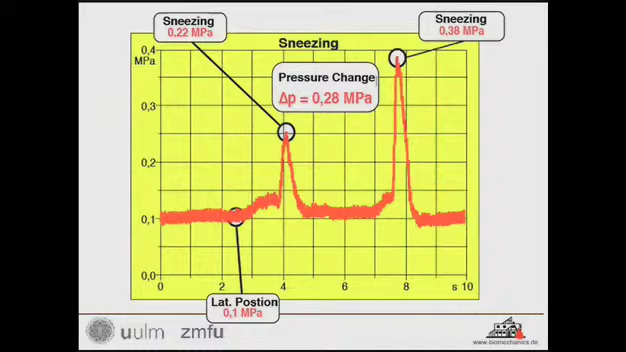 Sneezing
0,22 MPa
Sneezing
0,38 MPa
Sneezing
0,4
MPa
Pressure Change
Δp = 0,28 MPa
0,3
0,2
0,1
0,0
0
2
4
6
8
s 10
Lat. Postion
0,1 MPa
uulm zmfu
www.biomechanics.de